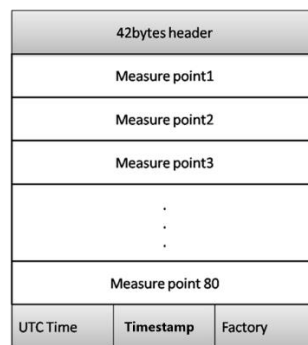 42bytes header
Measure point1
Measure point2
Measure point3
.
.
.
Measure point 80
UTC Time Timestamp Factory